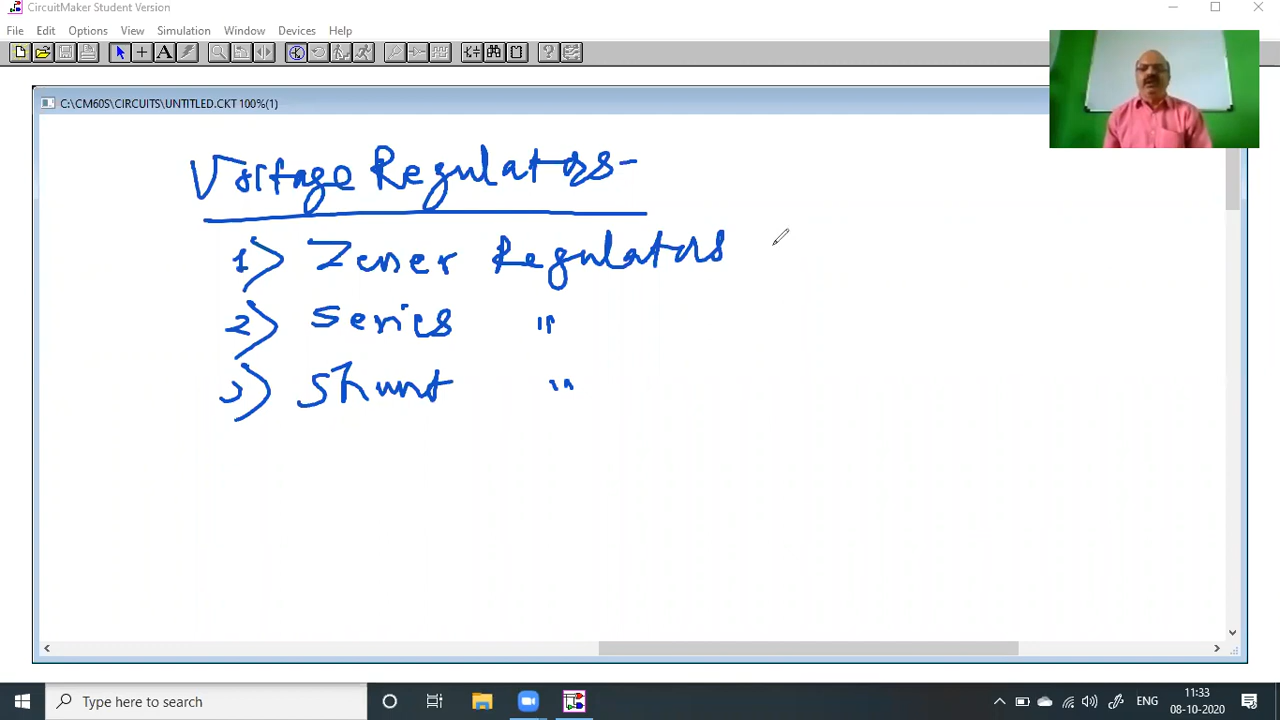 CircuitMaker Student Version
File Edit Options View Simulation Window Devices Help
C:\CM60S\CIRCUITS\UNTITLED.CKT 100%(1)
Voltage Regulators-
1) Zener Regulators
2) Series "
3) Shunt "
Type here to search
ENG
11:33
08-10-2020